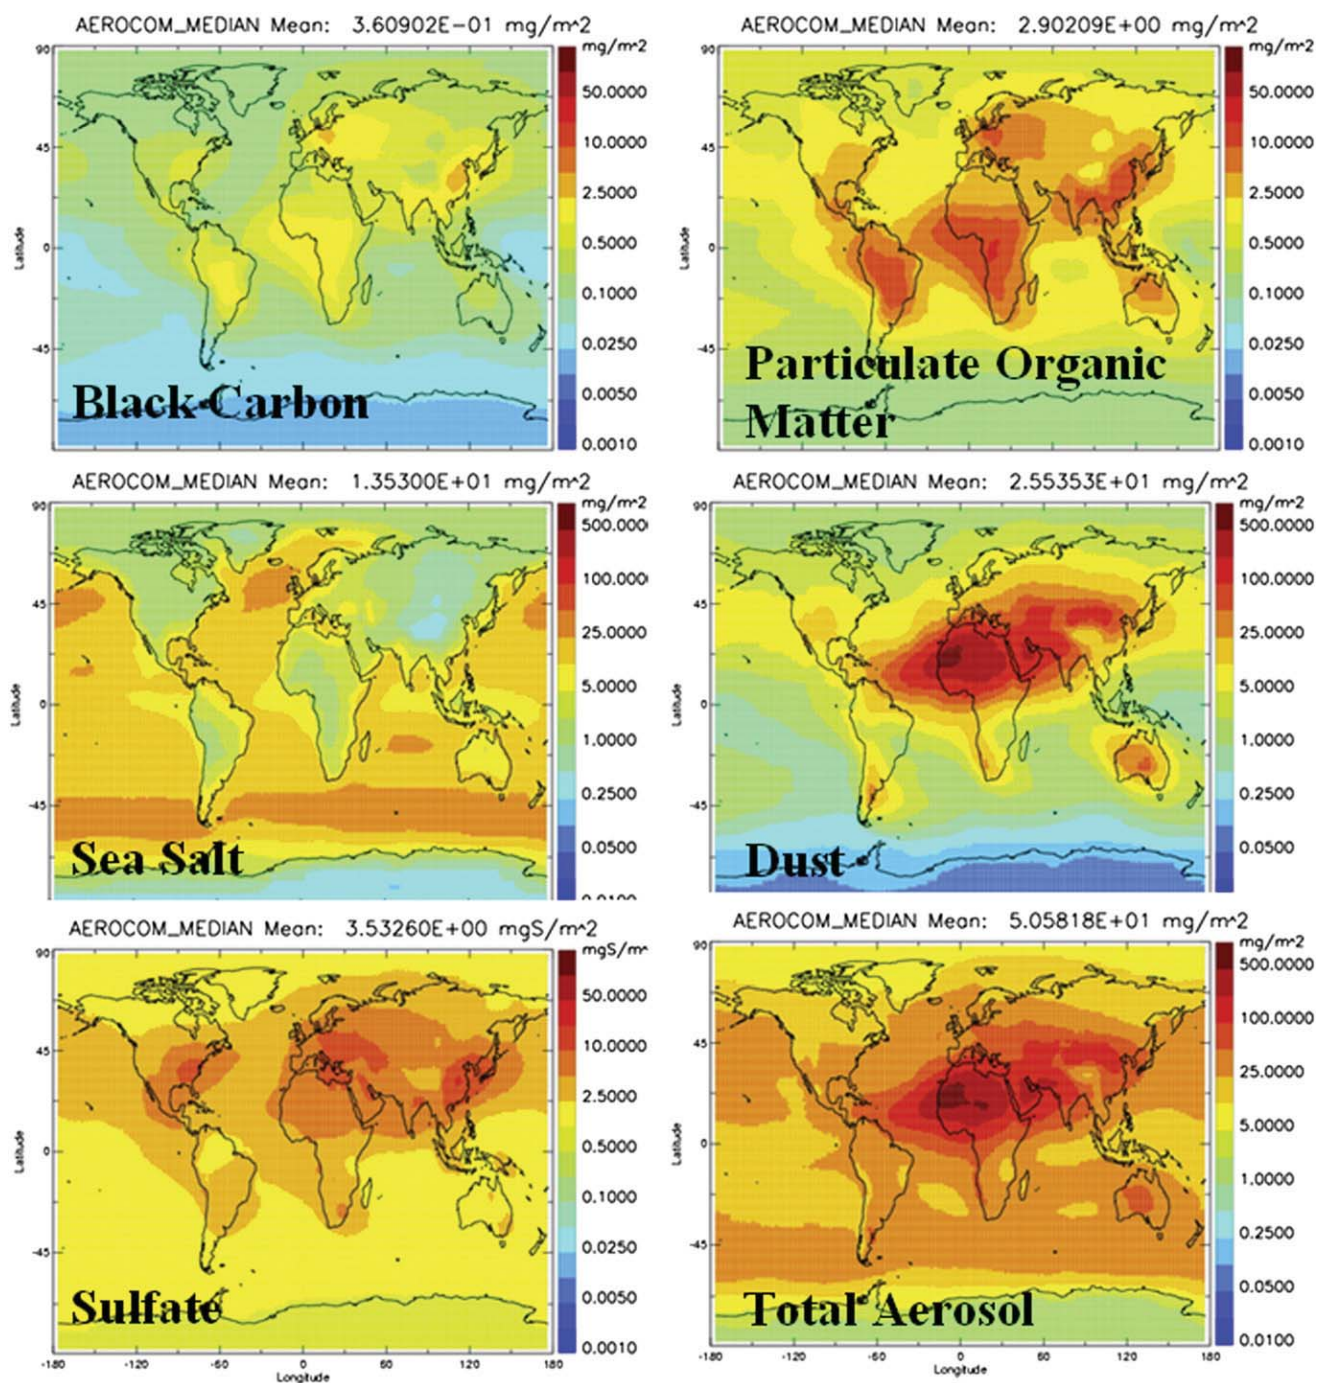 AEROCOM_MEDIAN Mean: 3.60902E-01 mg/m^2
mg/m^2
90
45
0
-45
Latitude
50.0000
10.0000
2.5000
0.5000
0.1000
0.0250
0.0050
0.0010
Black Carbon
AEROCOM_MEDIAN Mean: 2.90209E+00 mg/m^2
mg/m^2
90
45
0
-45
Latitude
50.0000
10.0000
2.5000
0.5000
0.1000
0.0250
0.0050
0.0010
Particulate Organic
Matter
AEROCOM_MEDIAN Mean: 1.35300E+01 mg/m^2
mg/m^2
90
45
0
-45
Latitude
500.000
100.000
25.0000
5.0000
1.0000
0.2500
0.0500
Sea Salt
AEROCOM_MEDIAN Mean: 2.55353E+01 mg/m^2
mg/m^2
90
45
0
-45
Latitude
500.0000
100.0000
25.0000
5.0000
1.0000
0.2500
0.0500
Dust
AEROCOM_MEDIAN Mean: 3.53260E+00 mgS/m^2
mgS/m^
90
45
0
-45
Latitude
50.0000
10.0000
2.5000
0.5000
0.1000
0.0250
0.0050
0.0010
Sulfate
-180 -120 -60 0 60 120 180
Longitude
AEROCOM_MEDIAN Mean: 5.05818E+01 mg/m^2
mg/m^2
90
45
0
-45
Latitude
500.0000
100.0000
25.0000
5.0000
1.0000
0.2500
0.0500
0.0100
Total Aerosol
-180 -120 -60 0 60 120 180
Longitude